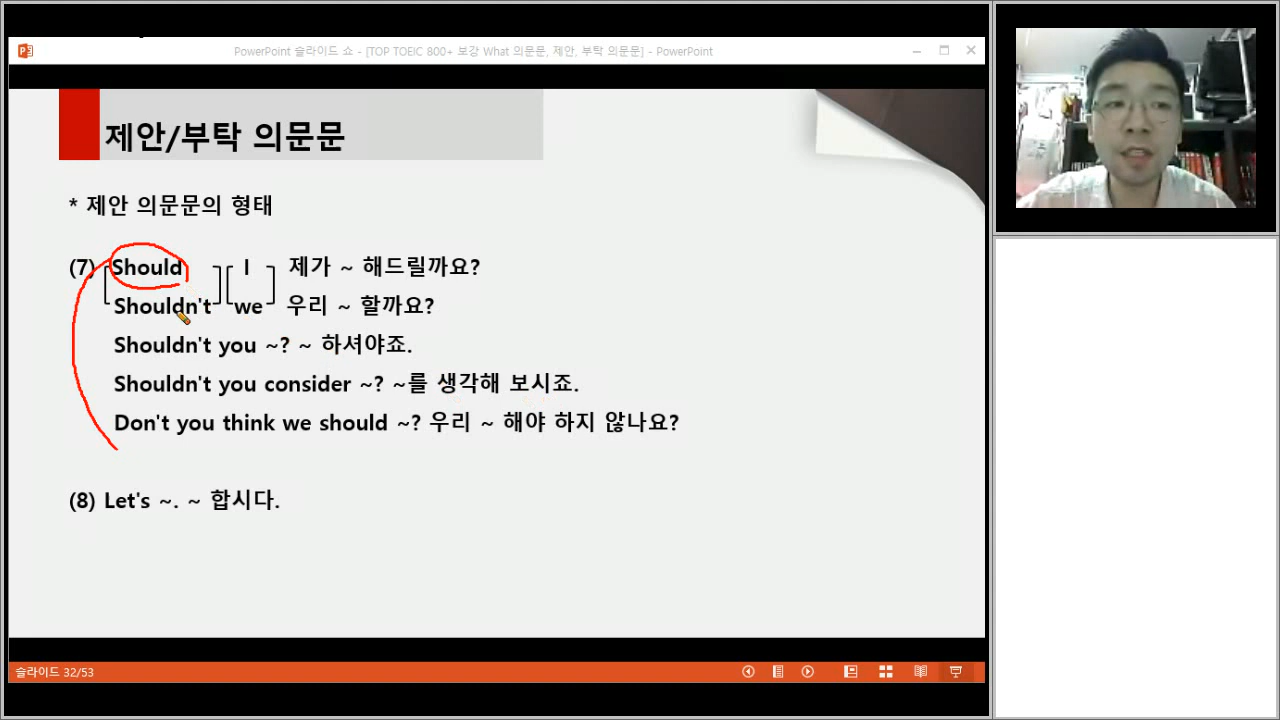 PowerPoint 슬라이드 쇼 - [TOP TOEIC 800+ 보강 What 의문문, 제안, 부탁 의문문] - PowerPoint
제안/부탁 의문문
* 제안 의문문의 형태
(7) Should I 제가 ~ 해드릴까요?
Shouldn't we 우리 ~ 할까요?
Shouldn't you ~? ~ 하셔야죠.
Shouldn't you consider ~? ~를 생각해 보시죠.
Don't you think we should ~? 우리 ~ 해야 하지 않나요?
(8) Let's ~. ~ 합시다.
슬라이드 32/53